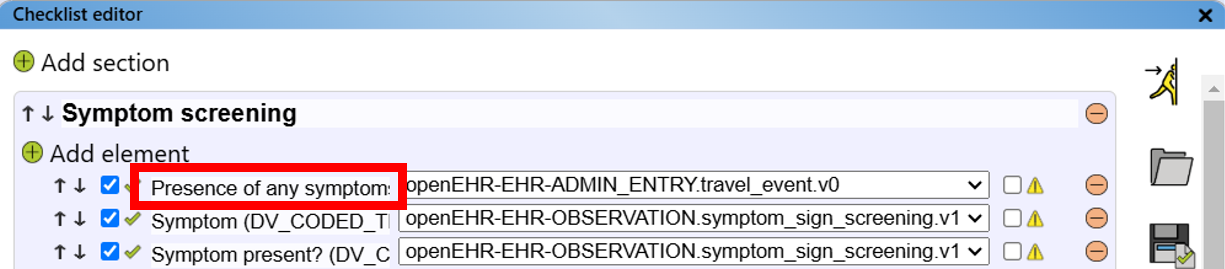 Checklist editor
Add section
Symptom screening
Add element
Presence of any symptoms openEHR-EHR-ADMIN_ENTRY.travel_event.v0
Symptom (DV_CODED_T openEHR-EHR-OBSERVATION.symptom_sign_screening.v1
Symptom present? (DV_C openEHR-EHR-OBSERVATION.symptom_sign_screening.v1